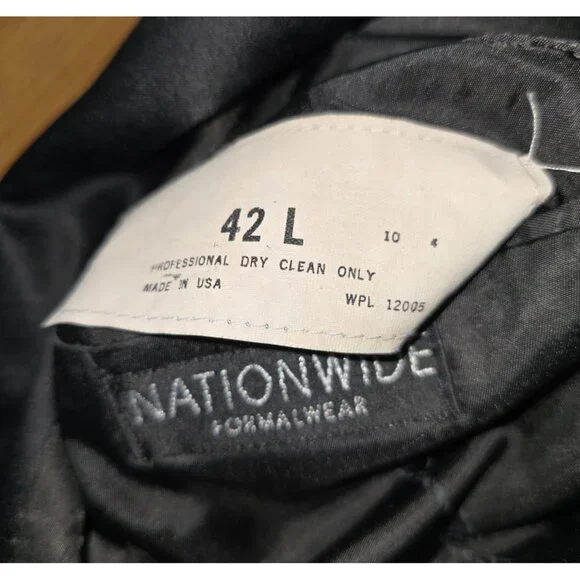 42 L 10 4
PROFESSIONAL DRY CLEAN ONLY
MADE IN USA WPL 12005
NATIONWIDE
FORMALWEAR